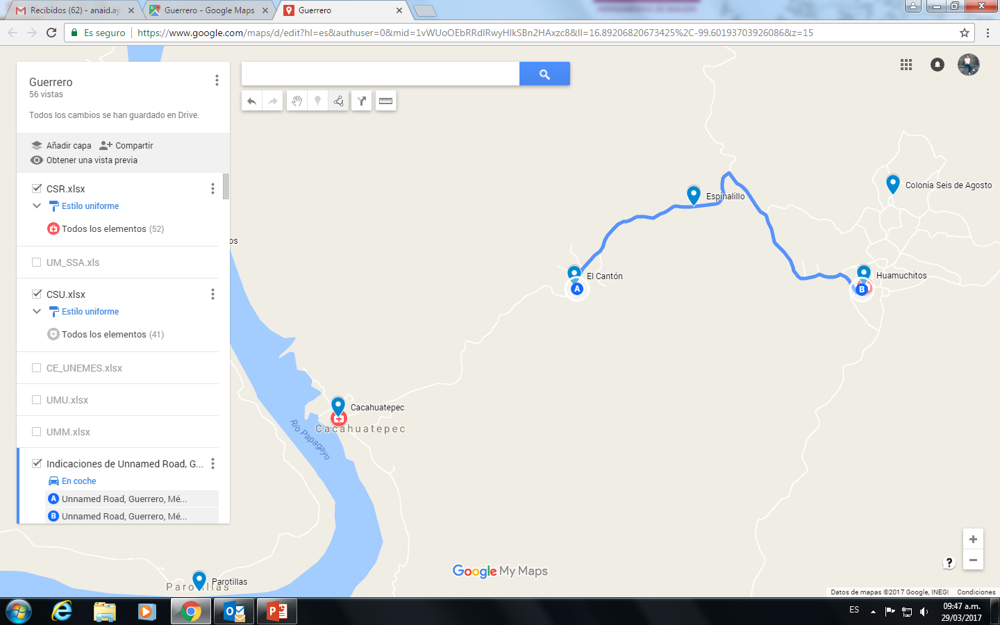 Recibidos (62) - anaid.ay
Guerrero - Google Maps
Guerrero
Es seguro
https://www.google.com/maps/d/edit?hl=es&authuser=0&mid=1vWUoOEbRRdlRwyHlkSBn2HAxzc8&ll=16.89206820673425%2C-99.60193703926086&z=15
Guerrero
56 vistas
Todos los cambios se han guardado en Drive.
Añadir capa
Compartir
Obtener una vista previa
CSR.xlsx
Estilo uniforme
Todos los elementos (52)
UM_SSA.xls
CSU.xlsx
Estilo uniforme
Todos los elementos (41)
CE_UNEMES.xlsx
UMU.xlsx
UMM.xlsx
Indicaciones de Unnamed Road, G...
En coche
A Unnamed Road, Guerrero, Mé...
B Unnamed Road, Guerrero, Mé...
os
Colonia Seis de Agosto
Espinalillo
El Cantón
A
Huamuchitos
B
Cacahuatepec
Cacahuatepec
Río Papagayo
Parotillas
Google My Maps
?
Datos de mapas ©2017 Google, INEGI
Condiciones
ES
09:47 a.m.
29/03/2017